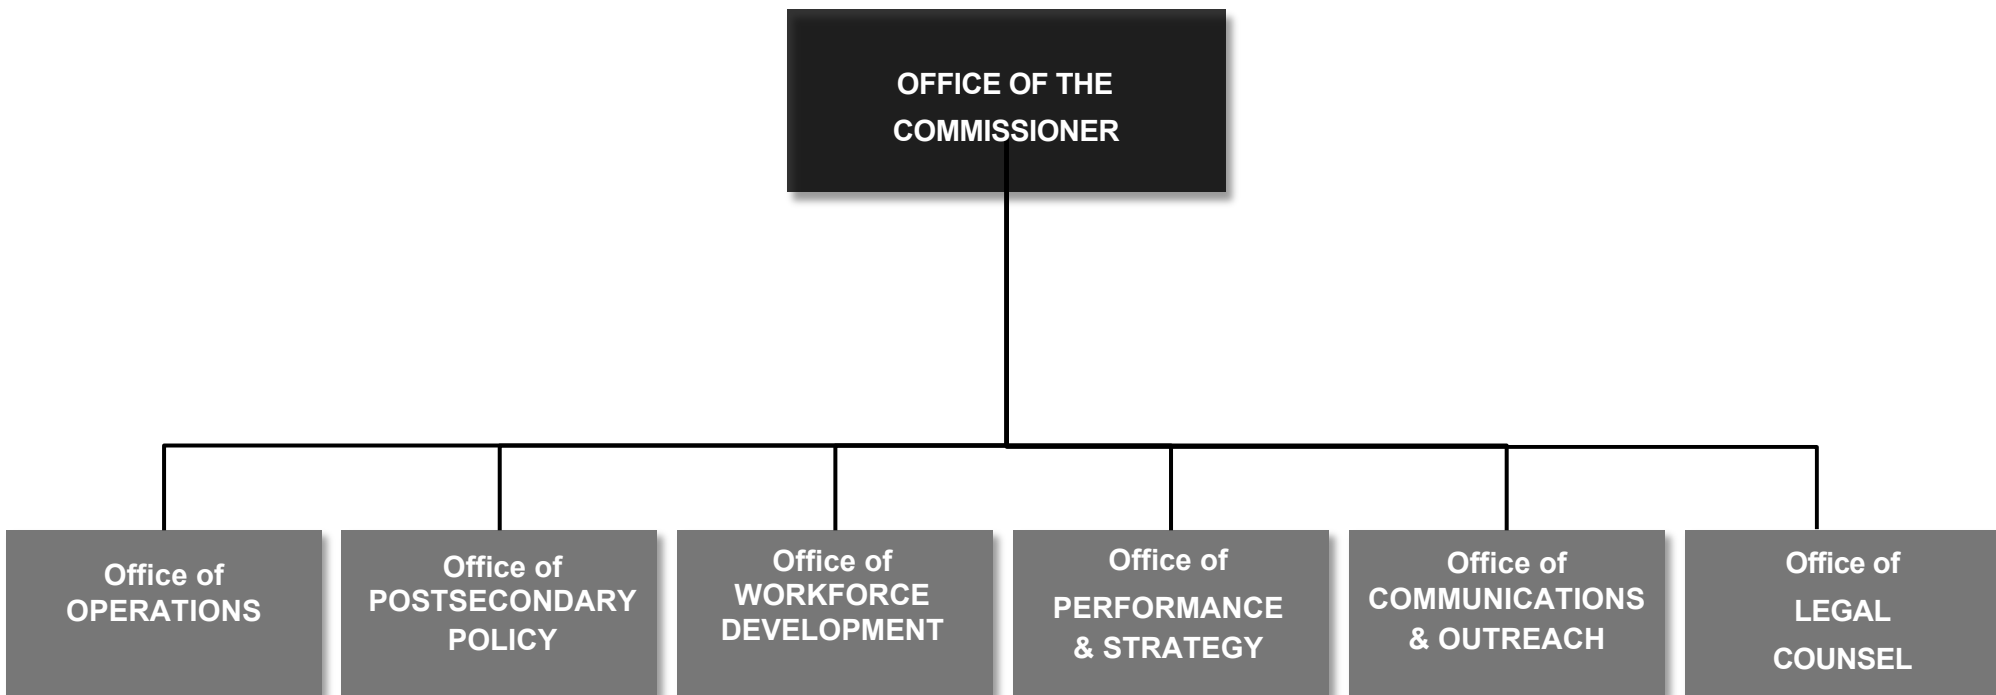 OFFICE OF THE
COMMISSIONER
Office of
OPERATIONS
Office of
POSTSECONDARY
POLICY
Office of
WORKFORCE
DEVELOPMENT
Office of
PERFORMANCE
& STRATEGY
Office of
COMMUNICATIONS
& OUTREACH
Office of
LEGAL
COUNSEL